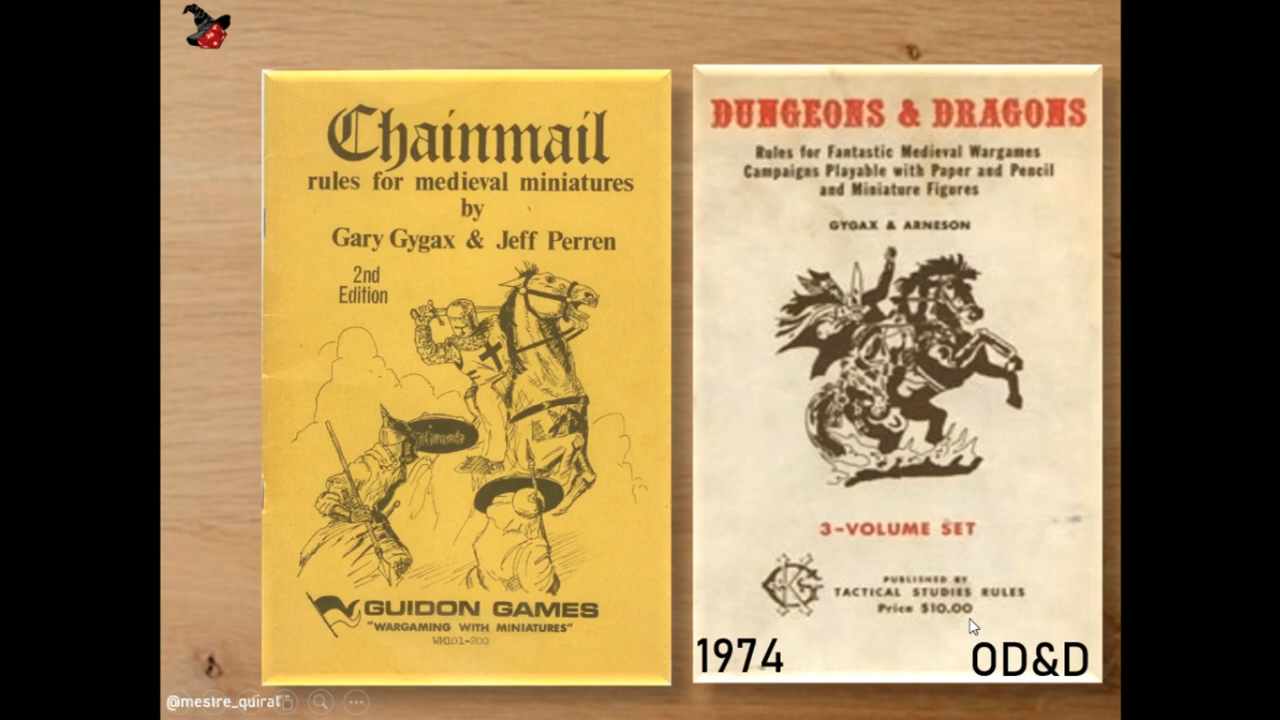 Chainmail
rules for medieval miniatures
by
Gary Gygax & Jeff Perren
2nd
Edition
GUIDON GAMES
"WARGAMING WITH MINIATURES"
WM101-200
DUNGEONS & DRAGONS
Rules for Fantastic Medieval Wargames
Campaigns Playable with Paper and Pencil
and Miniature Figures
GYGAX & ARNESON
3-VOLUME SET
PUBLISHED BY
TACTICAL STUDIES RULES
Price $10.00
1974
OD&D